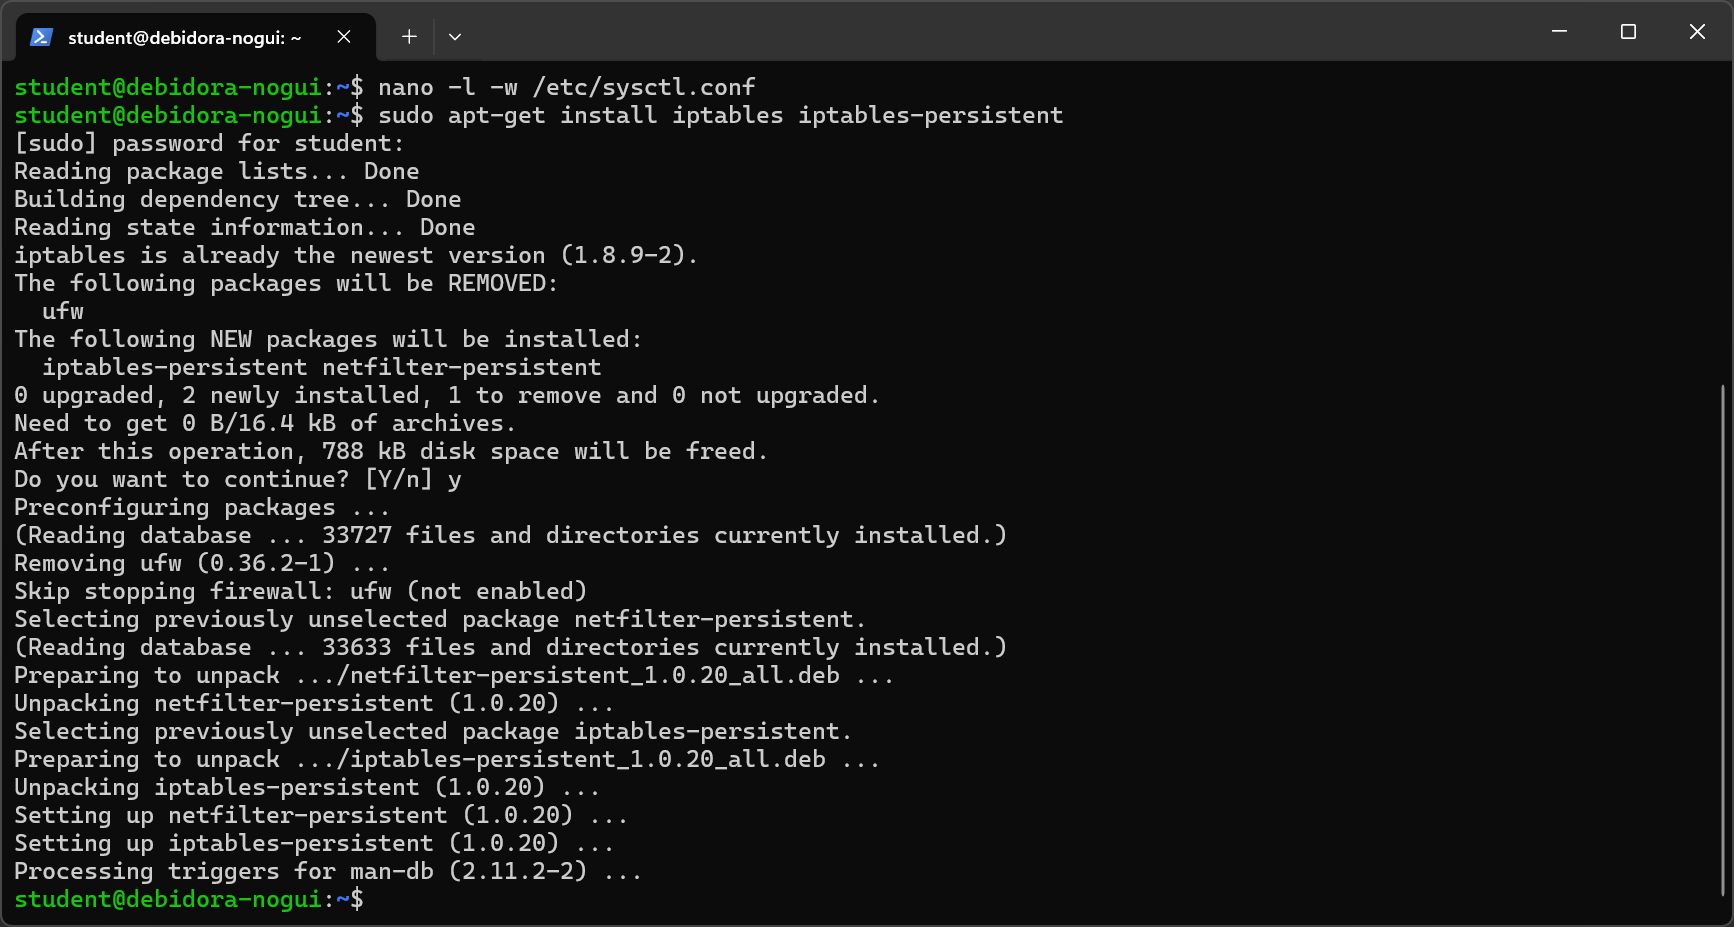 student@debidora-nogui: ~
student@debidora-nogui:~$ nano -l -w /etc/sysctl.conf
student@debidora-nogui:~$ sudo apt-get install iptables iptables-persistent
[sudo] password for student:
Reading package lists... Done
Building dependency tree... Done
Reading state information... Done
iptables is already the newest version (1.8.9-2).
The following packages will be REMOVED:
  ufw
The following NEW packages will be installed:
  iptables-persistent netfilter-persistent
0 upgraded, 2 newly installed, 1 to remove and 0 not upgraded.
Need to get 0 B/16.4 kB of archives.
After this operation, 788 kB disk space will be freed.
Do you want to continue? [Y/n] y
Preconfiguring packages ...
(Reading database ... 33727 files and directories currently installed.)
Removing ufw (0.36.2-1) ...
Skip stopping firewall: ufw (not enabled)
Selecting previously unselected package netfilter-persistent.
(Reading database ... 33633 files and directories currently installed.)
Preparing to unpack .../netfilter-persistent_1.0.20_all.deb ...
Unpacking netfilter-persistent (1.0.20) ...
Selecting previously unselected package iptables-persistent.
Preparing to unpack .../iptables-persistent_1.0.20_all.deb ...
Unpacking iptables-persistent (1.0.20) ...
Setting up netfilter-persistent (1.0.20) ...
Setting up iptables-persistent (1.0.20) ...
Processing triggers for man-db (2.11.2-2) ...
student@debidora-nogui:~$